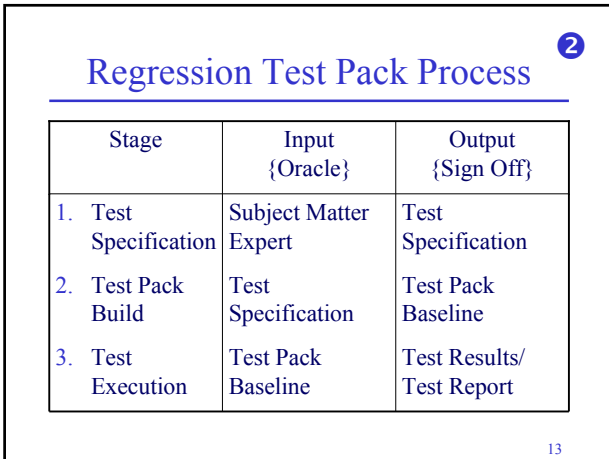 ❷
Regression Test Pack Process
Stage
Input
{Oracle}
Output
{Sign Off}
1. Test
Specification
Subject Matter
Expert
Test
Specification
2. Test Pack
Build
Test
Specification
Test Pack
Baseline
3. Test
Execution
Test Pack
Baseline
Test Results/
Test Report
13